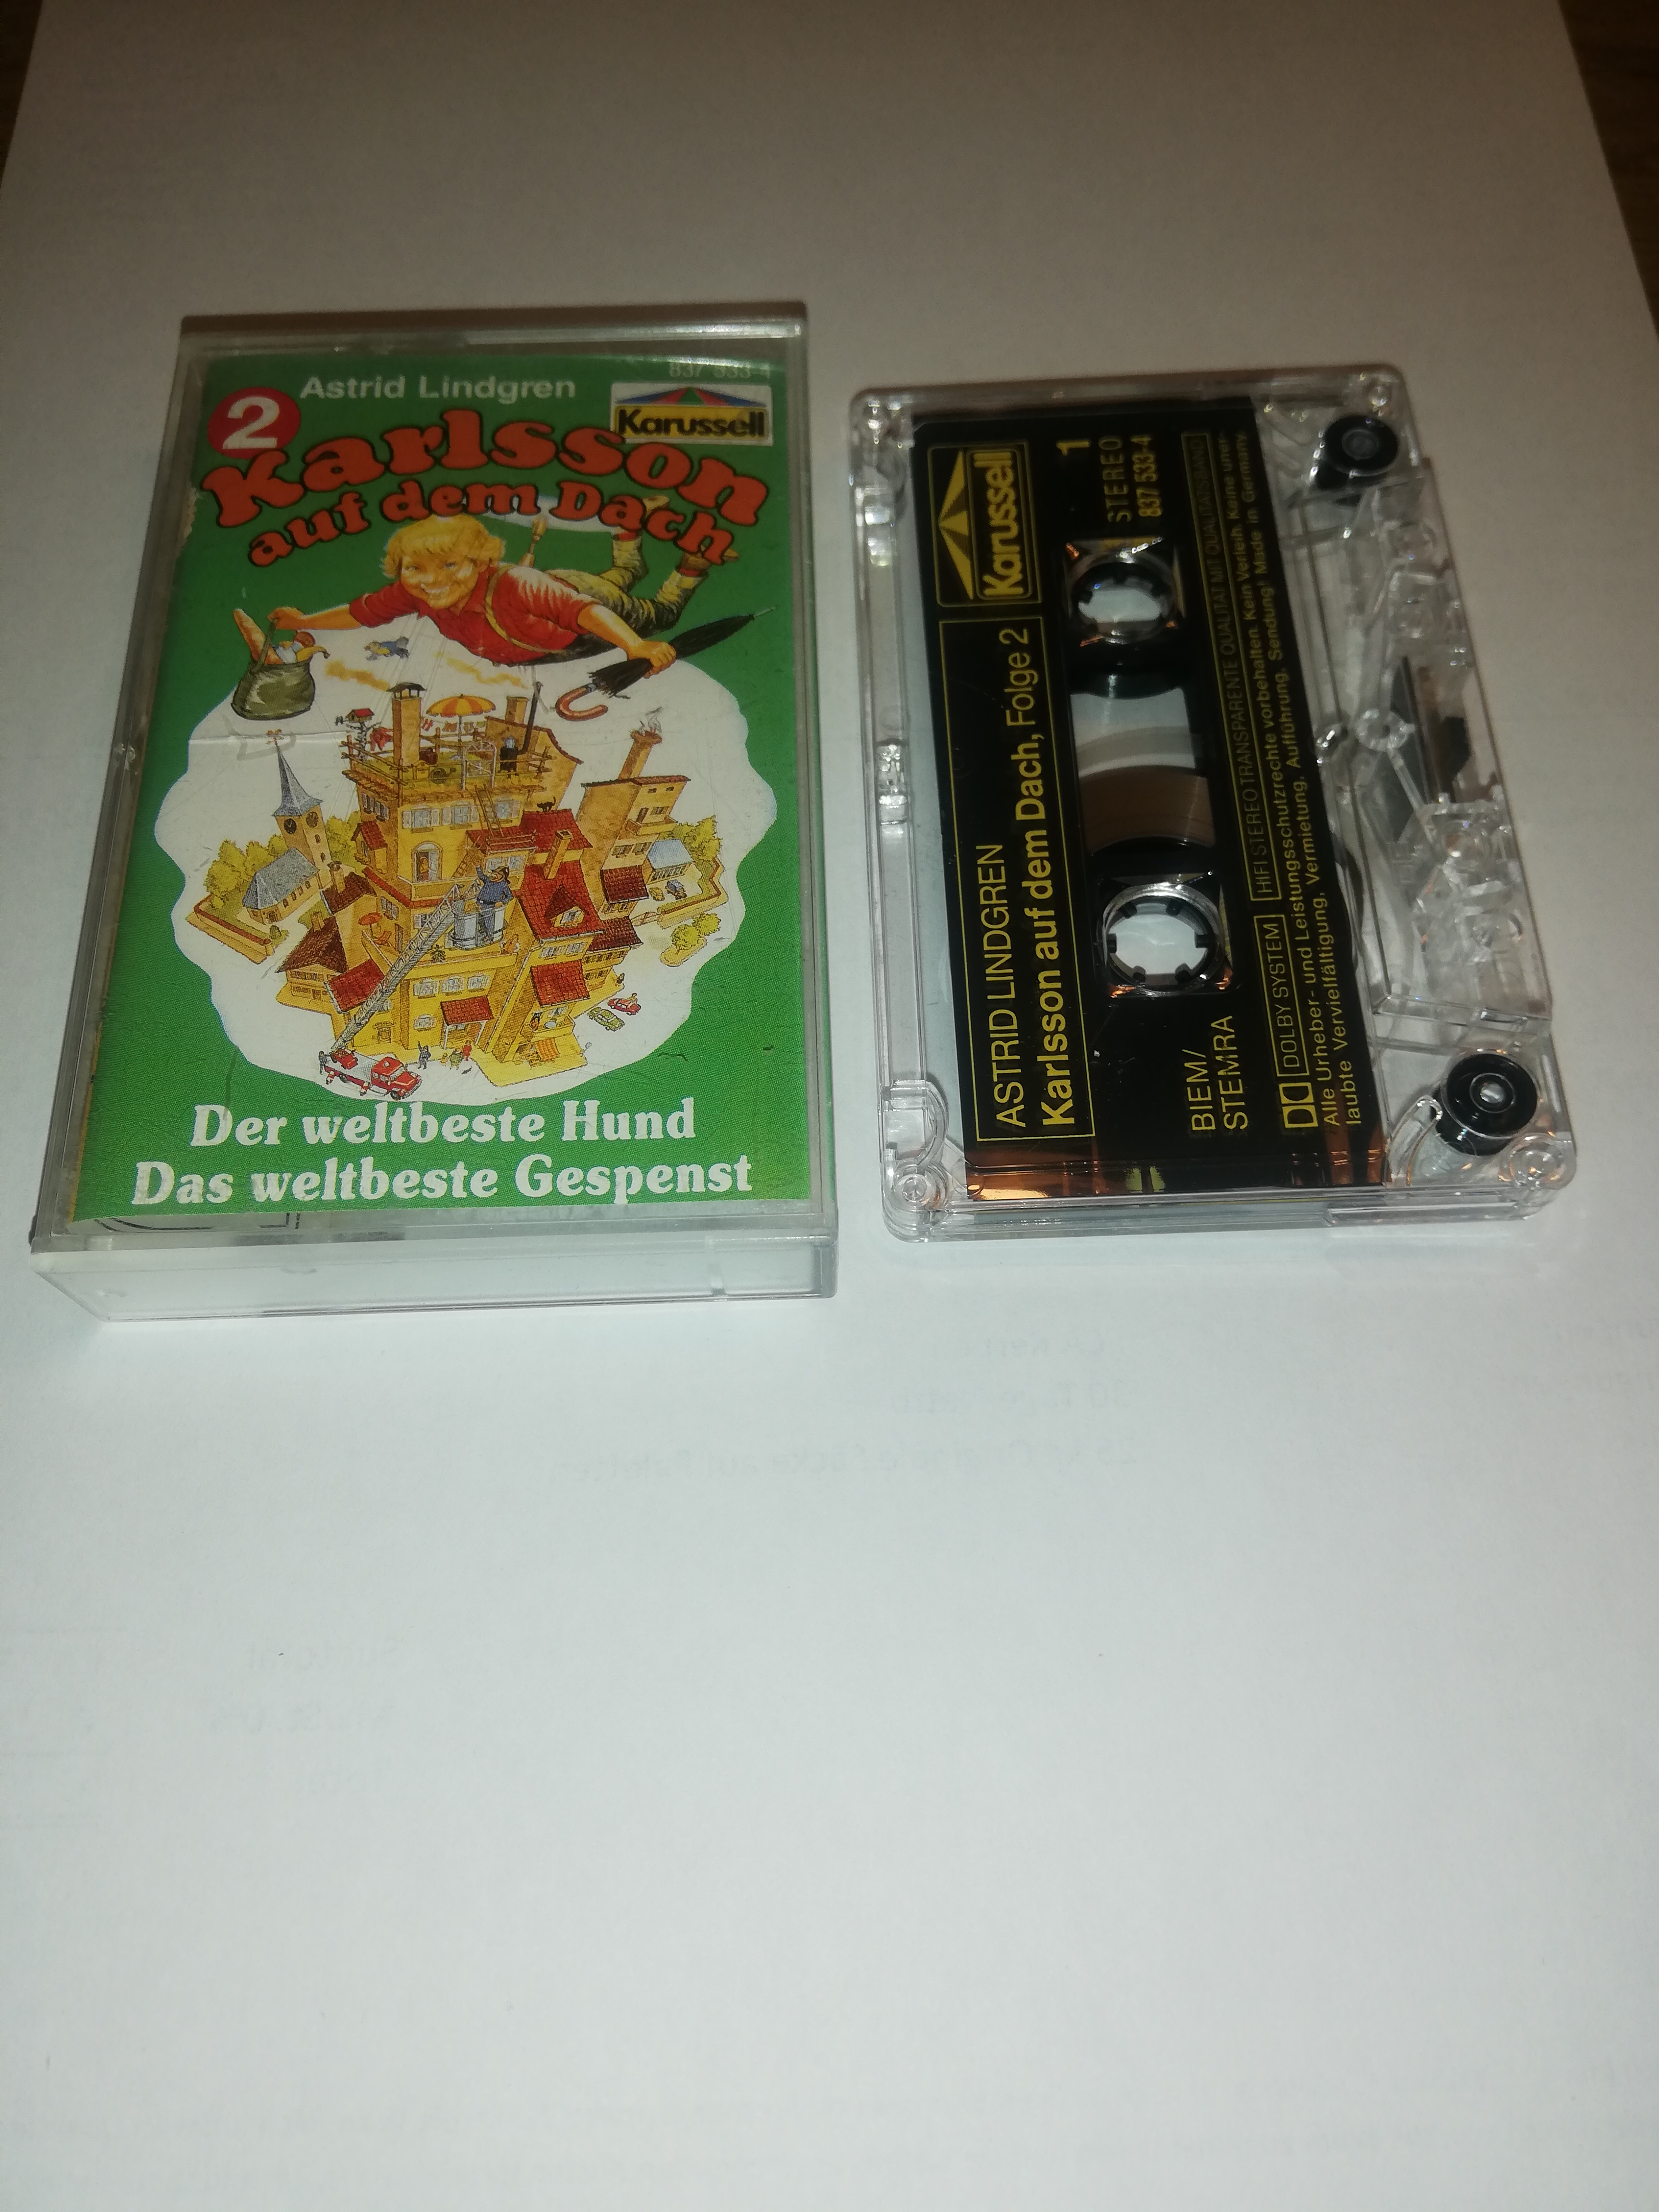 837 533-4
2
Astrid Lindgren
Karussell
Karlsson
auf dem Dach
Der weltbeste Hund
Das weltbeste Gespenst
Karussell
1
STEREO
837 533-4
ASTRID LINDGREN
Karlsson auf dem Dach, Folge 2
BIEM/
STEMRA
DOLBY SYSTEM
HIFI STEREO TRANSPARENTE QUALITÄT MIT QUALITÄTSBAND
Alle Urheber- und Leistungsschutzrechte vorbehalten. Kein Verleih. Keine uner-
laubte Vervielfältigung, Vermietung, Aufführung, Sendung! Made in Germany.